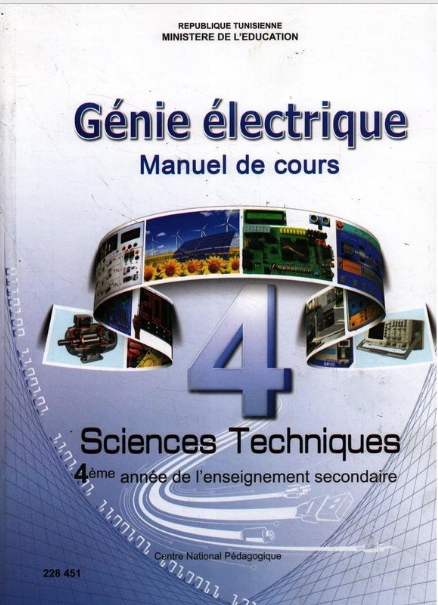 REPUBLIQUE TUNISIENNE
MINISTERE DE L'EDUCATION
Génie électrique
Manuel de cours
4
Sciences Techniques
4ème année de l'enseignement secondaire
Centre National Pédagogique
228 451